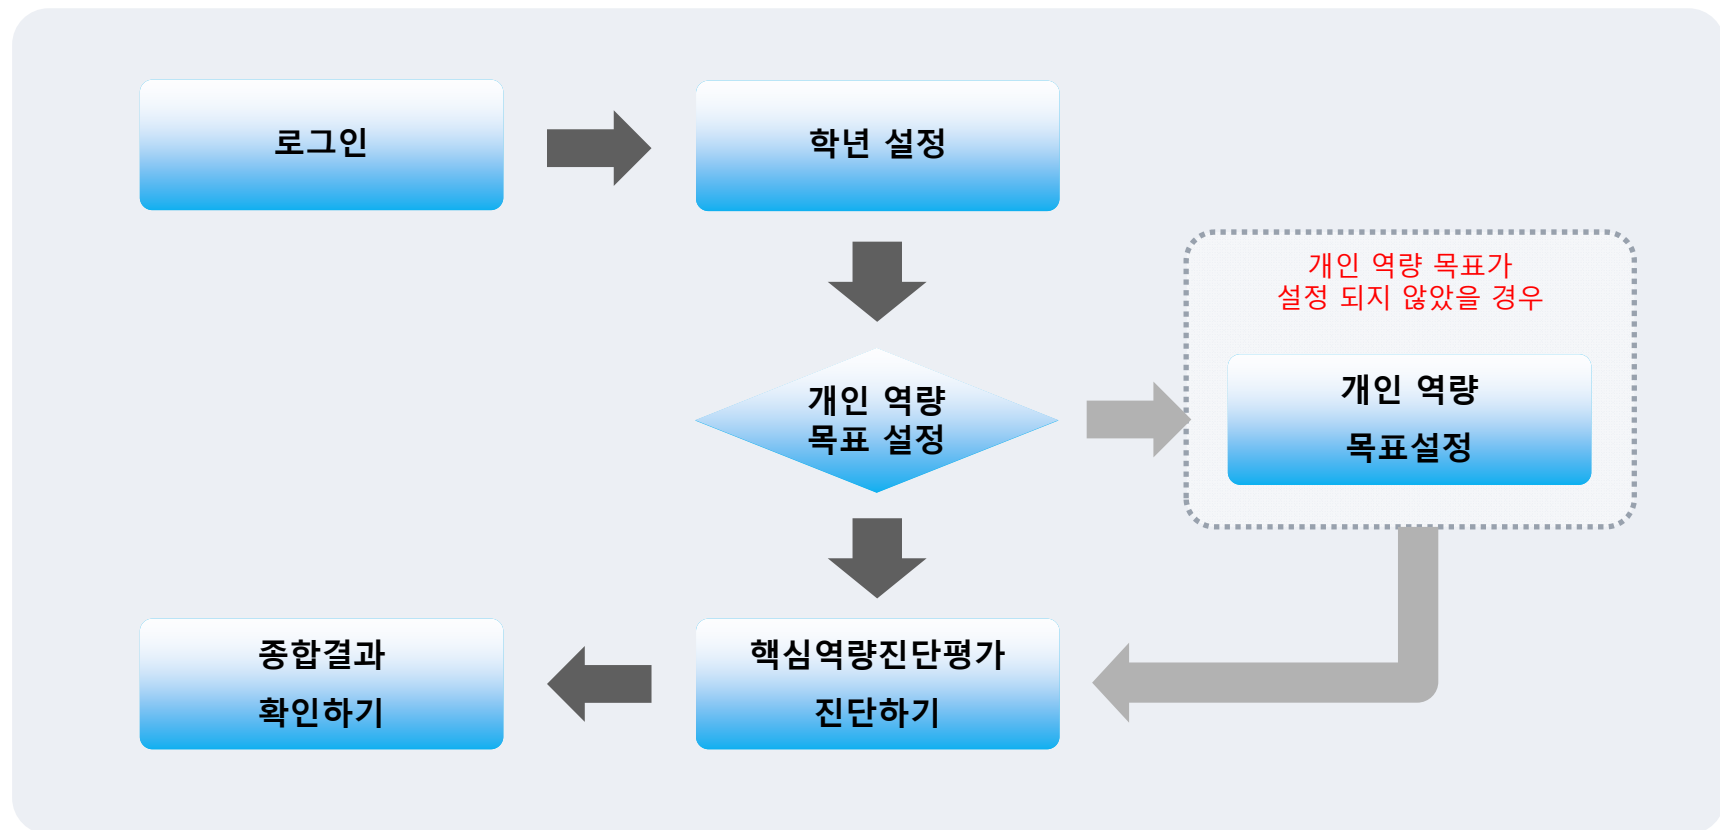 로그인
학년 설정
개인 역량 목표가
설정 되지 않았을 경우
개인 역량
목표 설정
개인 역량
목표설정
핵심역량진단평가
진단하기
종합결과
확인하기